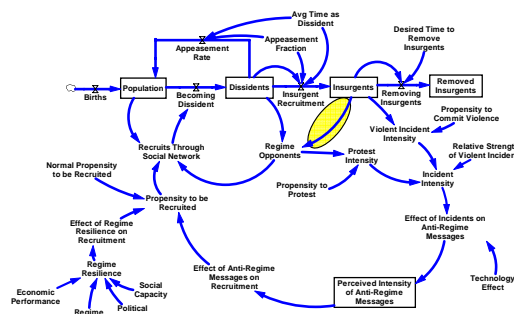 Avg Time as
Dissident
Appeasement
Fraction
Desired Time to
Remove
Insurgents
Appeasement
Rate
Population
Dissidents
Insurgents
Removed
Insurgents
Births
Becoming
Dissident
Insurgent
Recruitment
Removing
Insurgents
Propensity to
Commit Violence
Violent Incident
Intensity
Recruits Through
Social Network
Regime
Opponents
Protest
Intensity
Relative Strengt
of Violent Inciden
Incident
Intensity
Normal Propensity
to be Recruited
Propensity to
Protest
Propensity to be
Recruited
Effect of Regime
Resilience on
Recruitment
Effect of Incidents on
Anti-Regime
Messages
Regime
Resilience
Effect of Anti-Regime
Messages on
Recruitment
Technology
Effect
Economic
Performance
Social
Capacity
Perceived Intensity
of Anti-Regime
Messages
Regime
Political